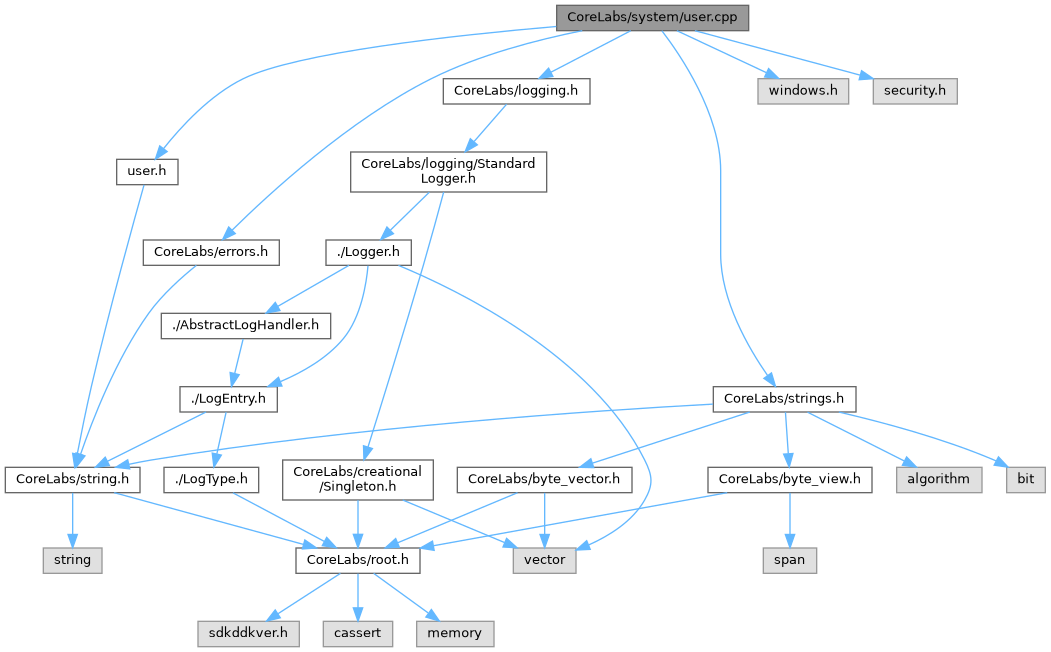 CoreLabs/system/user.cpp
CoreLabs/logging.h
windows.h
security.h
user.h
CoreLabs/logging/Standard
Logger.h
CoreLabs/errors.h
./Logger.h
./AbstractLogHandler.h
./LogEntry.h
CoreLabs/strings.h
CoreLabs/string.h
./LogType.h
CoreLabs/creational
/Singleton.h
CoreLabs/byte_vector.h
CoreLabs/byte_view.h
algorithm
bit
string
CoreLabs/root.h
vector
span
sdkddkver.h
cassert
memory